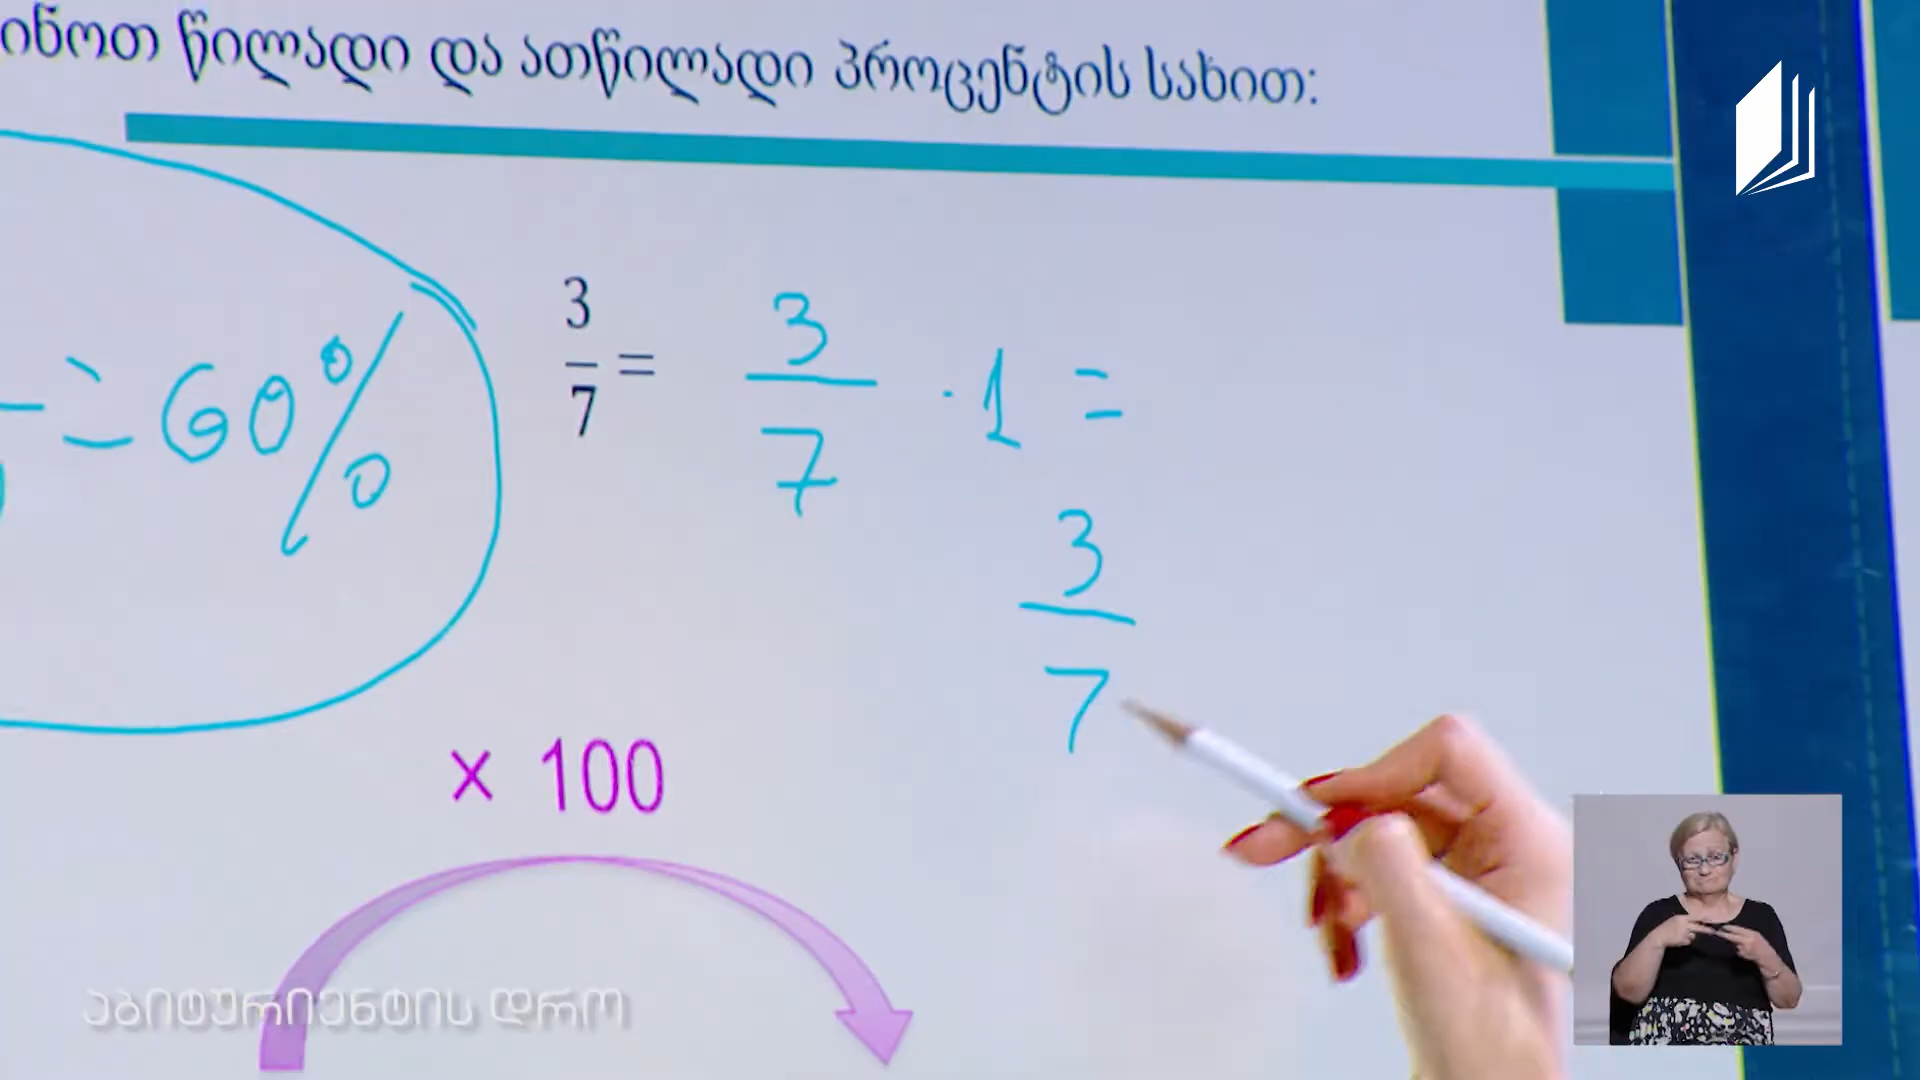 ინოთ წილადი და ათწილადი პროცენტის სახით:
= 60%
3/7 = 3/7 · 1 =
3/7
× 100
აბიტურიენტის დრო